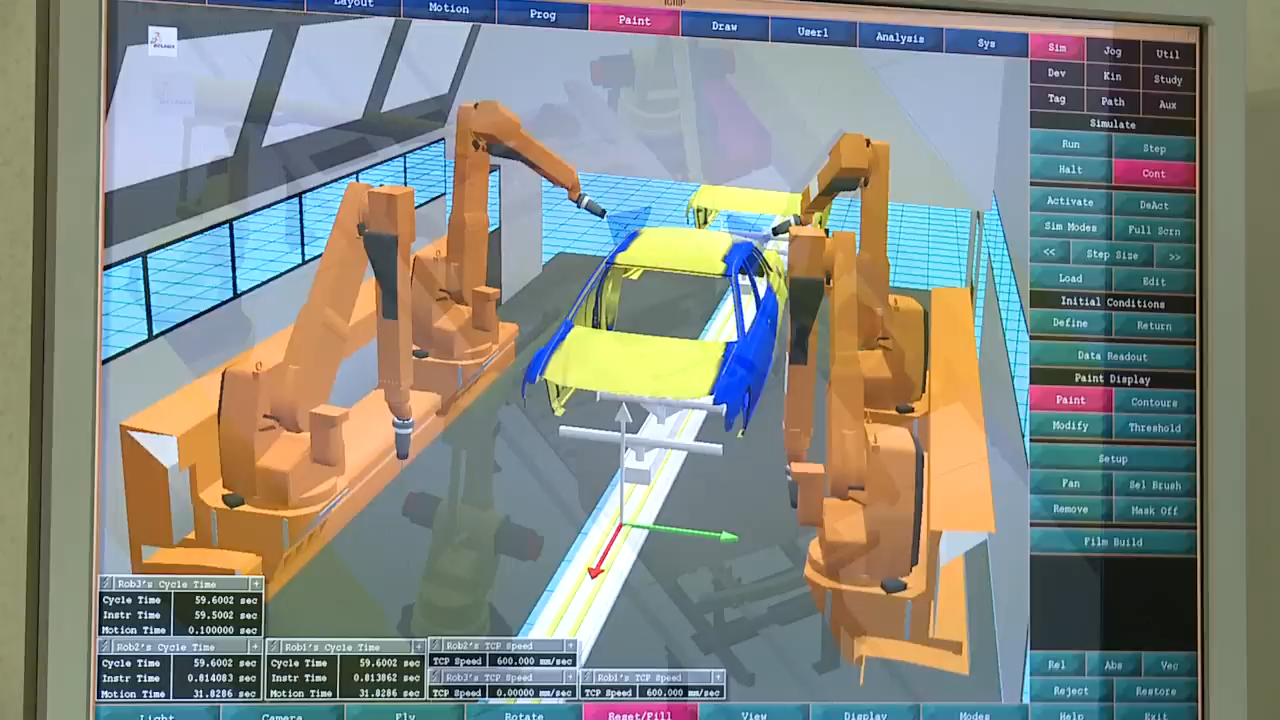 IGRIP
Layout Motion Prog Paint Draw User1 Analysis Sys
Sim Jog Util
Dev Kin Study
Tag Path Aux
Simulate
Run Step
Halt Cont
Activate DeAct
Sim Modes Full Scrn
<< Step Size >>
Load Edit
Initial Conditions
Define Return
Data Readout
Paint Display
Paint Contours
Modify Threshold
Setup
Pan Sel Brush
Remove Mask Off
Film Build
Rel Abs Vec
Reject Restore
Help Exit
Rob3's Cycle Time
Cycle Time 59.6002 sec
Instr Time 59.5002 sec
Motion Time 0.100000 sec
Rob2's Cycle Time
Cycle Time 59.6002 sec
Instr Time 0.814083 sec
Motion Time 31.8286 sec
Rob1's Cycle Time
Cycle Time 59.6002 sec
Instr Time 0.813862 sec
Motion Time 31.8286 sec
Rob2's TCP Speed
TCP Speed 600.000 mm/sec
Rob3's TCP Speed
TCP Speed 0.00000 mm/sec
Rob1's TCP Speed
TCP Speed 600.000 mm/sec
Light Camera Fly Rotate Reset/Fill View Display Modes